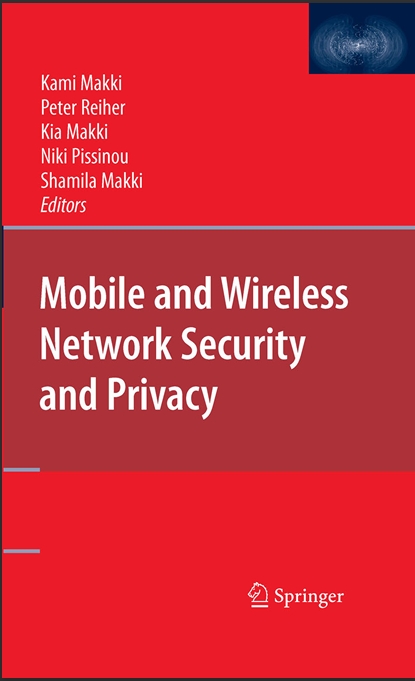 Kami Makki
Peter Reiher
Kia Makki
Niki Pissinou
Shamila Makki
Editors
Mobile and Wireless
Network Security
and Privacy
Springer